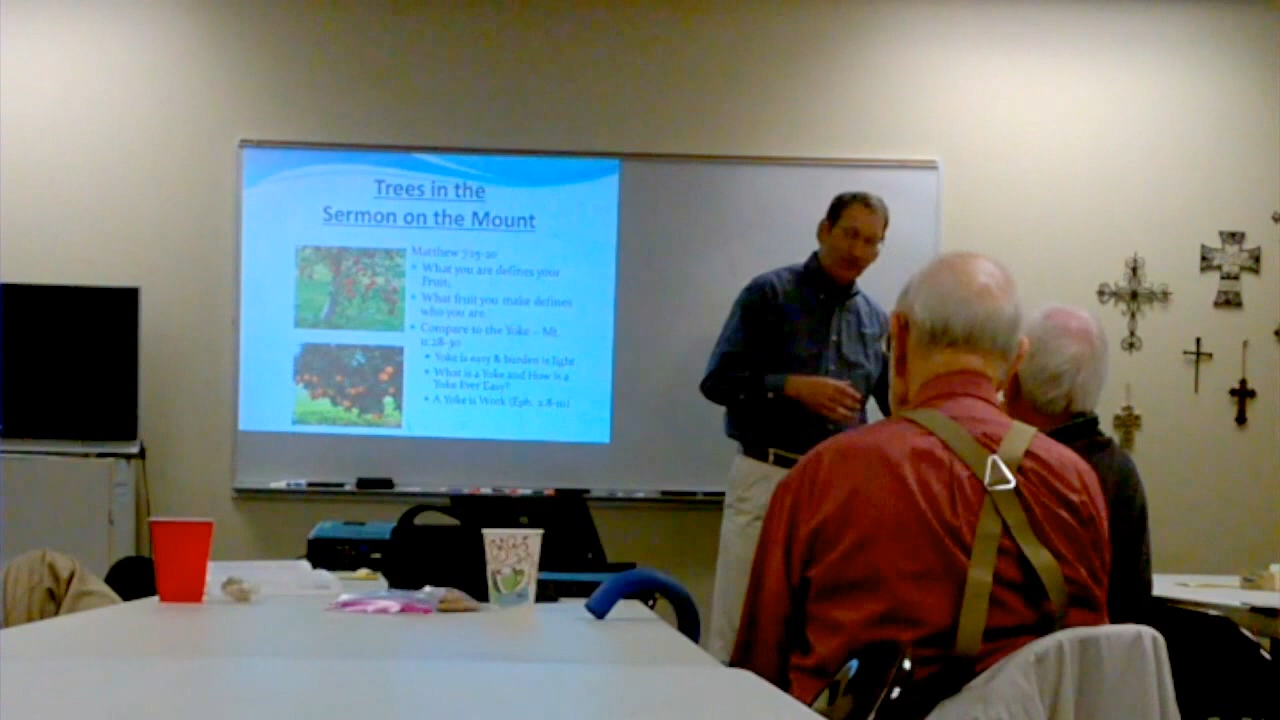 Trees in the
Sermon on the Mount
Matthew 7:15-20
What you are defines your
Fruit;
What fruit you make defines
who you are.
Compare to the Yoke – Mt.
11:28-30
Yoke is easy & burden is light
What is a Yoke and How is a
Yoke Ever Easy?
A Yoke is Work (Eph. 2:8-10)